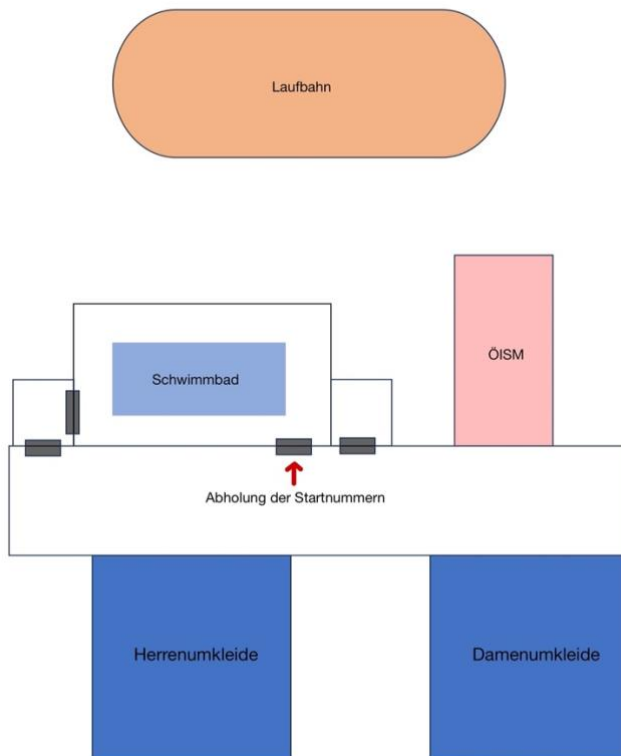 Laufbahn
ÖISM
Schwimmbad
Abholung der Startnummern
Herrenumkleide
Damenumkleide